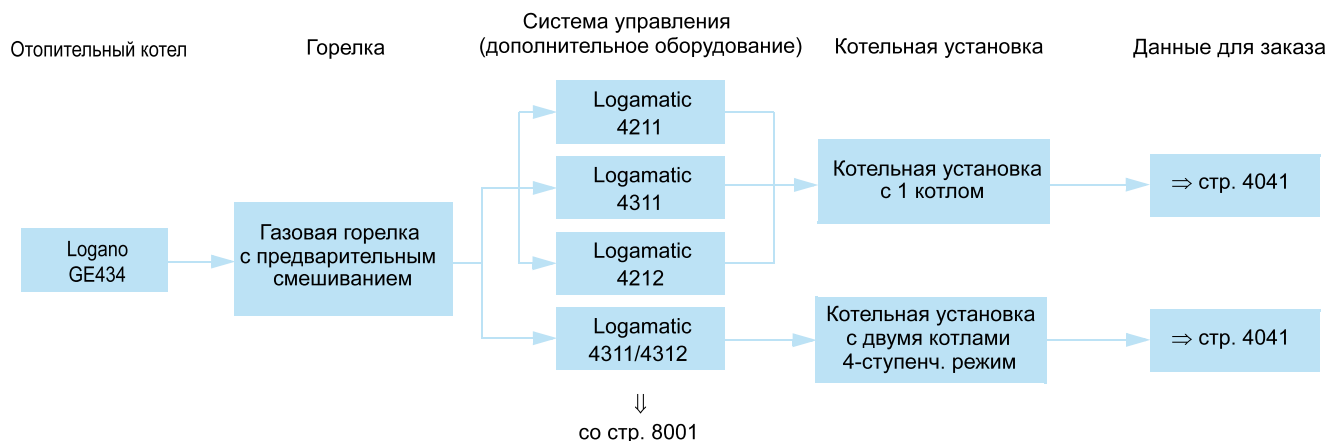 Отопительный котел
Горелка
Система управления
(дополнительное оборудование)
Котельная установка
Данные для заказа
Logano
GE434
Газовая горелка
с предварительным
смешиванием
Logamatic
4211
Logamatic
4311
Logamatic
4212
Logamatic
4311/4312
⇓
со стр. 8001
Котельная установка
с 1 котлом
Котельная установка
с двумя котлами
4-ступенч. режим
⇒ стр. 4041
⇒ стр. 4041